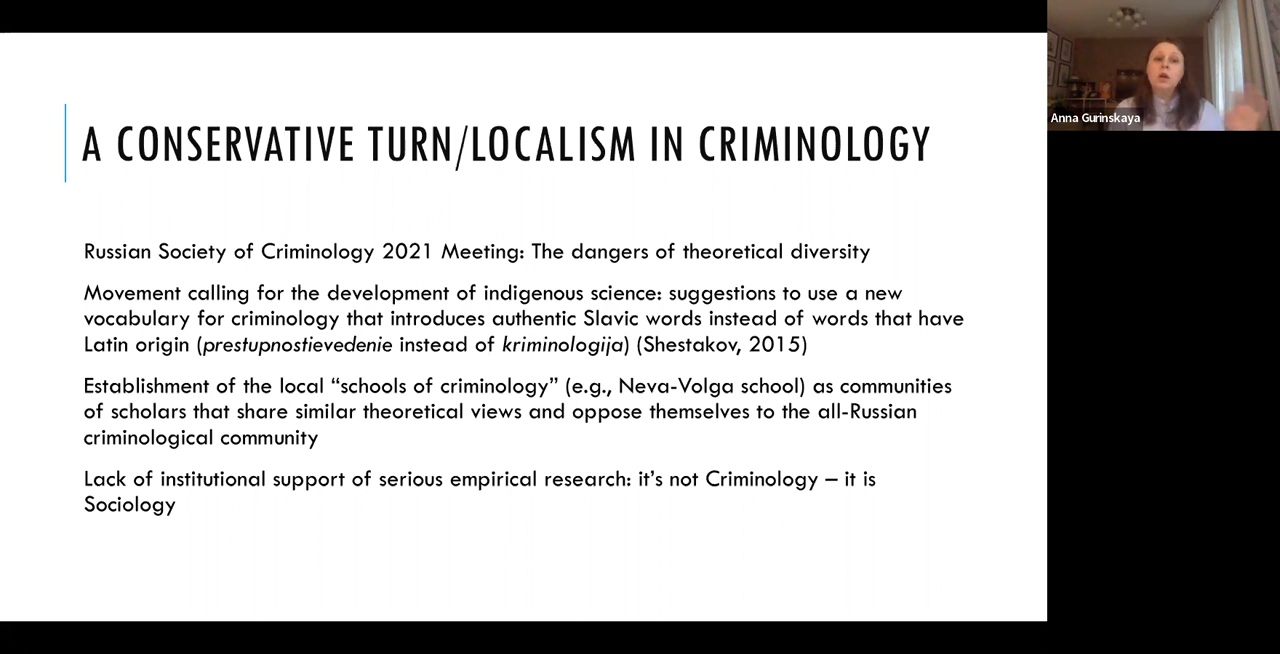 A CONSERVATIVE TURN/LOCALISM IN CRIMINOLOGY
Russian Society of Criminology 2021 Meeting: The dangers of theoretical diversity
Movement calling for the development of indigenous science: suggestions to use a new
vocabulary for criminology that introduces authentic Slavic words instead of words that have
Latin origin (prestupnostievedenie instead of kriminologija) (Shestakov, 2015)
Establishment of the local “schools of criminology” (e.g., Neva-Volga school) as communities
of scholars that share similar theoretical views and oppose themselves to the all-Russian
criminological community
Lack of institutional support of serious empirical research: it’s not Criminology – it is
Sociology
Anna Gurinskaya